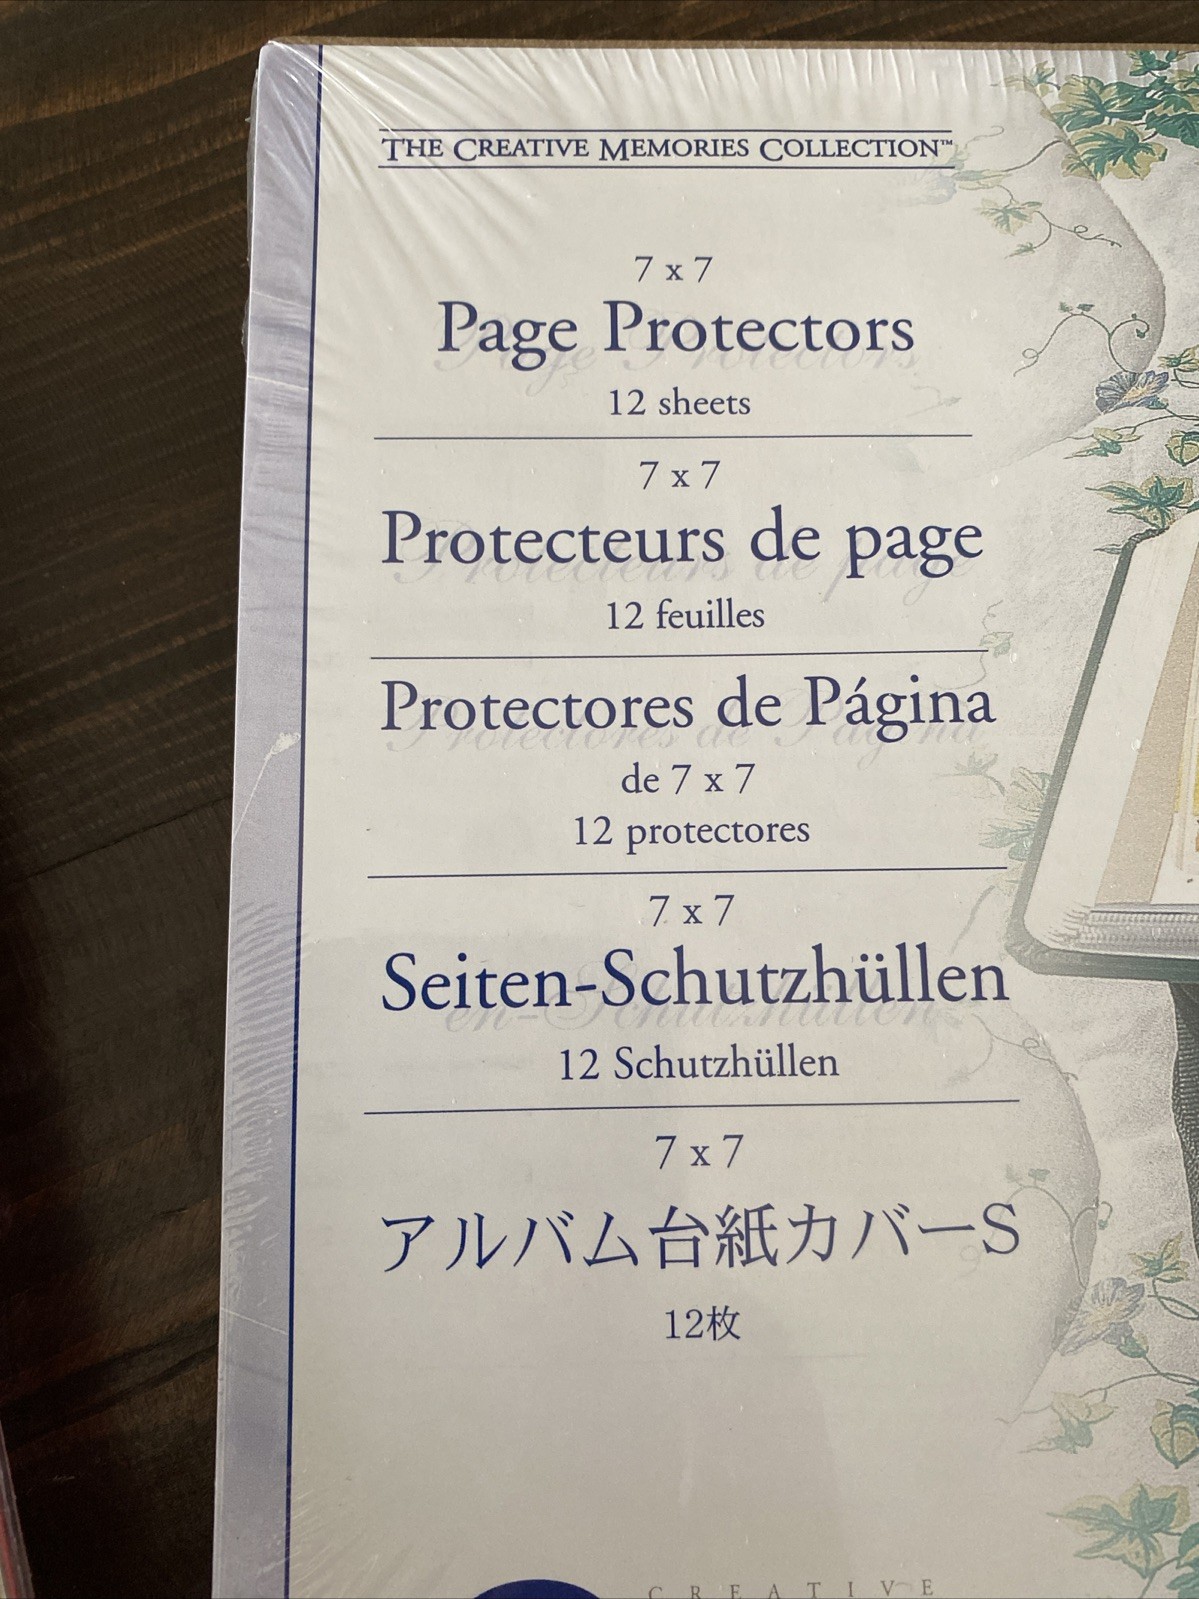 THE CREATIVE MEMORIES COLLECTION™
7 x 7
Page Protectors
12 sheets
7 x 7
Protecteurs de page
12 feuilles
Protectores de Página
de 7 x 7
12 protectores
7 x 7
Seiten-Schutzhüllen
12 Schutzhüllen
7 x 7
アルバム台紙カバーS
12枚
CREATIVE